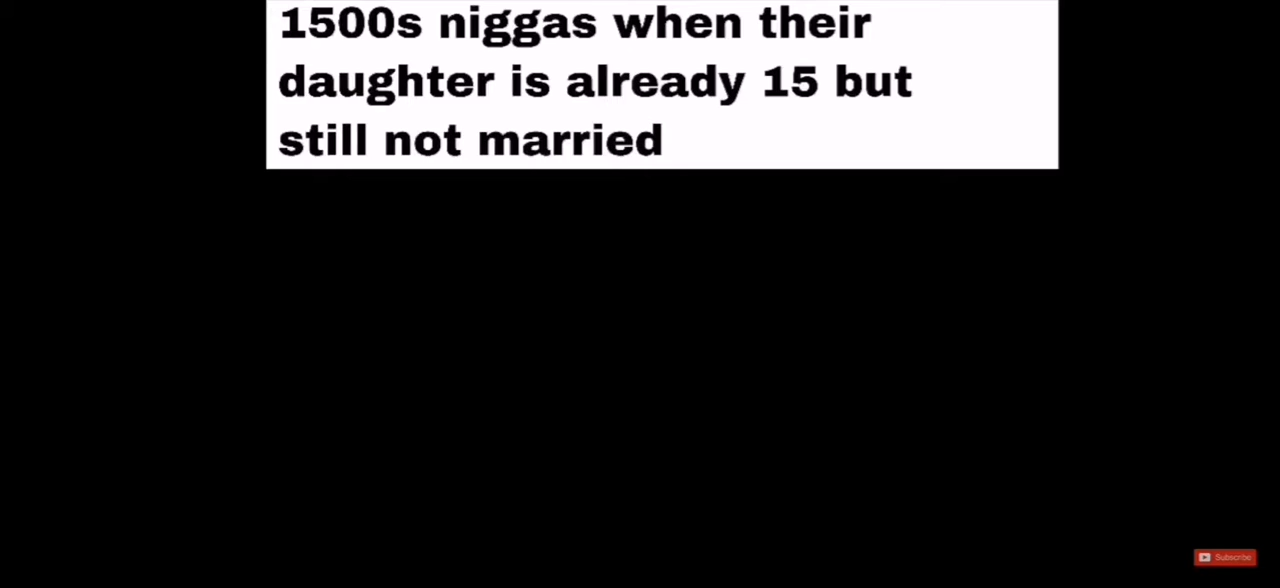 1500s niggas when their
daughter is already 15 but
still not married
Subscribe